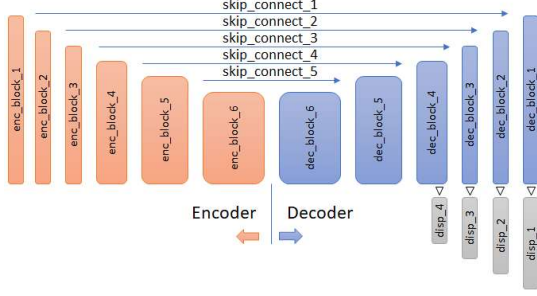 skip_connect_1
skip_connect_2
skip_connect_3
skip_connect_4
skip_connect_5
enc_block_1
enc_block_2
enc_block_3
enc_block_4
enc_block_5
enc_block_6
dec_block_6
dec_block_5
dec_block_4
dec_block_3
dec_block_2
dec_block_1
Encoder
Decoder
disp_4
disp_3
disp_2
disp_1